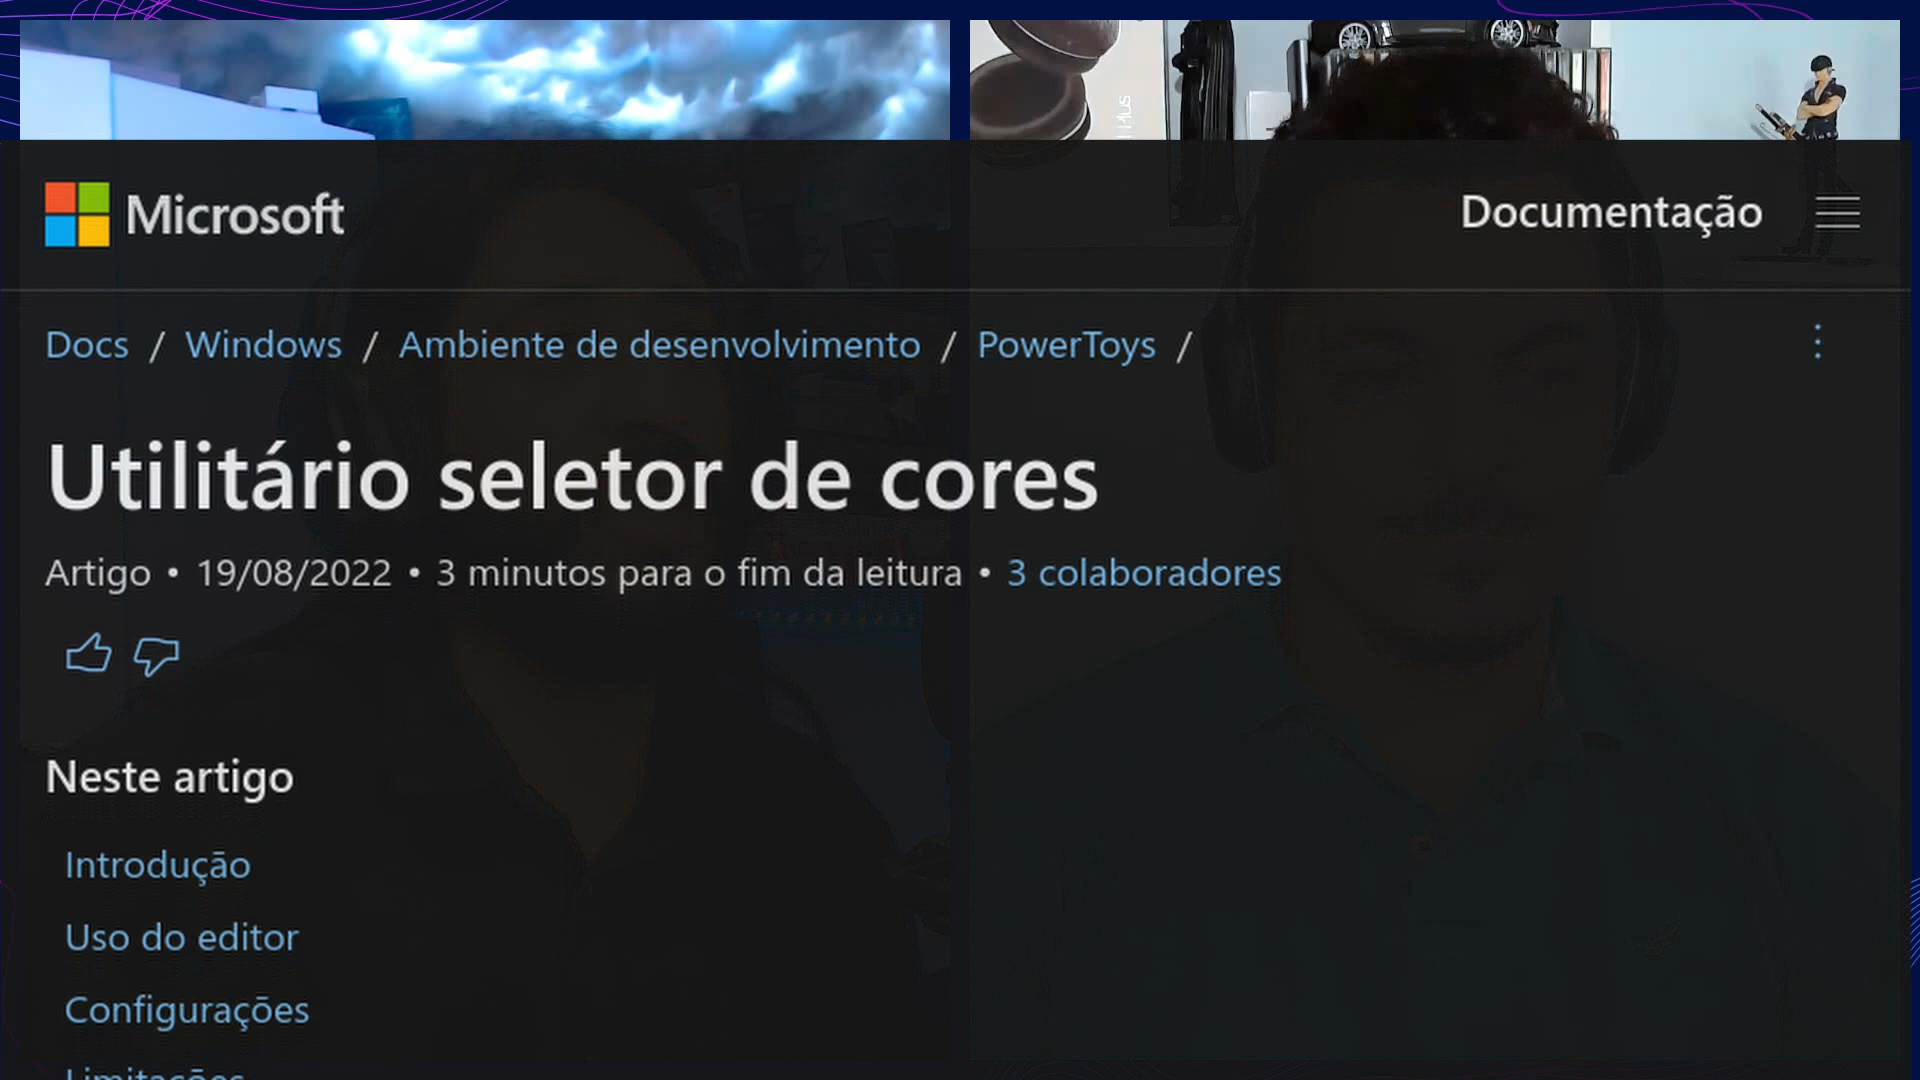 Microsoft
Documentação
Docs / Windows / Ambiente de desenvolvimento / PowerToys /
Utilitário seletor de cores
Artigo • 19/08/2022 • 3 minutos para o fim da leitura • 3 colaboradores
Neste artigo
Introdução
Uso do editor
Configurações
Limitações